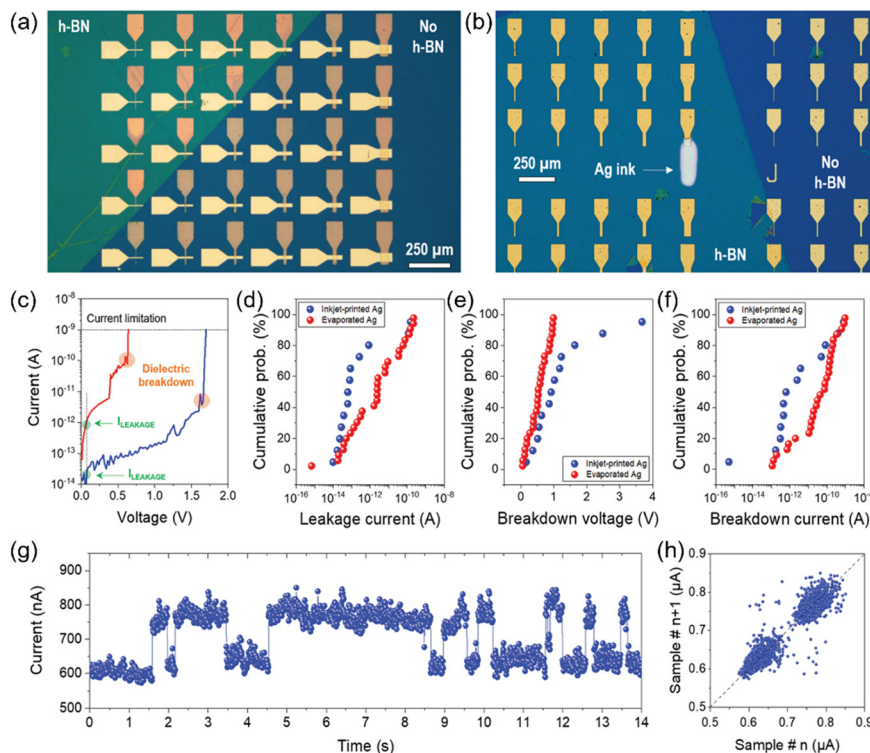 (a)
h-BN
No
h-BN
250 µm
(b)
250 µm
Ag ink
No
h-BN
h-BN
J
(c)
Current (A)
10⁻⁸
10⁻⁹
10⁻¹⁰
10⁻¹¹
10⁻¹²
10⁻¹³
10⁻¹⁴
Current limitation
Dielectric
breakdown
I_LEAKAGE
I_LEAKAGE
0.0 0.5 1.0 1.5 2.0
Voltage (V)
(d)
Cumulative prob. (%)
100
80
60
40
20
0
Inkjet-printed Ag
Evaporated Ag
10⁻¹⁶ 10⁻¹⁴ 10⁻¹² 10⁻¹⁰ 10⁻⁸
Leakage current (A)
(e)
Cumulative prob. (%)
100
80
60
40
20
0
Inkjet-printed Ag
Evaporated Ag
0 1 2 3 4
Breakdown voltage (V)
(f)
Cumulative prob. (%)
100
80
60
40
20
0
Inkjet-printed Ag
Evaporated Ag
10⁻¹⁶ 10⁻¹⁴ 10⁻¹² 10⁻¹⁰ 10⁻⁸
Breakdown current (A)
(g)
Current (nA)
900
800
700
600
500
0 1 2 3 4 5 6 7 8 9 10 11 12 13 14
Time (s)
(h)
Sample # n+1 (µA)
0.9
0.8
0.7
0.6
0.5
0.5 0.6 0.7 0.8 0.9
Sample # n (µA)